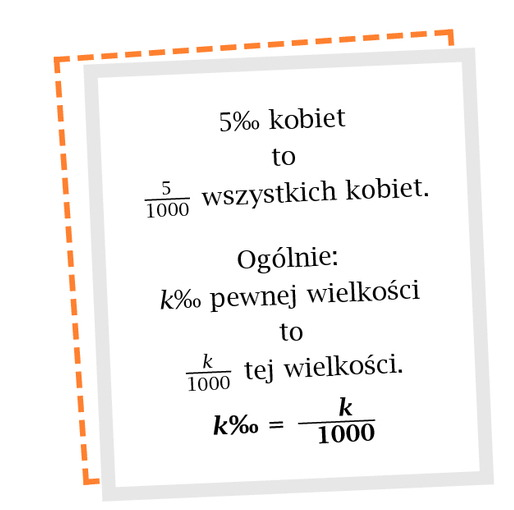 5‰ kobiet
to
5/1000 wszystkich kobiet.
Ogólnie:
k‰ pewnej wielkości
to
k/1000 tej wielkości.
k‰ = k/1000